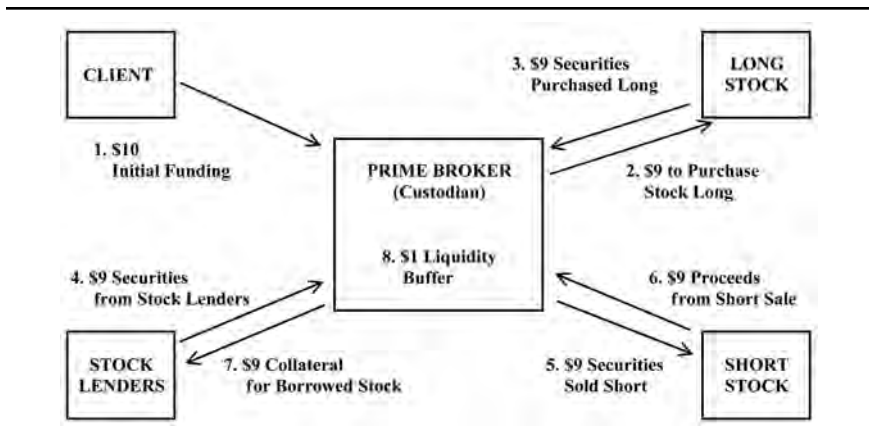 CLIENT
3. $9 Securities
Purchased Long
LONG
STOCK
1. $10
Initial Funding
PRIME BROKER
(Custodian)
2. $9 to Purchase
Stock Long
8. $1 Liquidity
Buffer
4. $9 Securities
from Stock Lenders
6. $9 Proceeds
from Short Sale
STOCK
LENDERS
7. $9 Collateral
for Borrowed Stock
5. $9 Securities
Sold Short
SHORT
STOCK